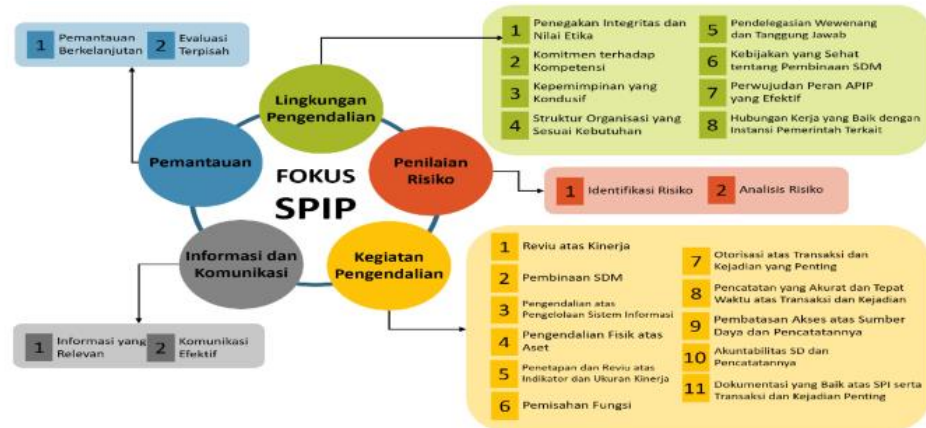 1 Pemantauan
Berkelanjutan
2 Evaluasi
Terpisah
Lingkungan
Pengendalian
1 Penegakan Integritas dan
Nilai Etika
2 Komitmen terhadap
Kompetensi
3 Kepemimpinan yang
Kondusif
4 Struktur Organisasi yang
Sesuai Kebutuhan
5 Pendelegasian Wewenang
dan Tanggung Jawab
6 Kebijakan yang Sehat
tentang Pembinaan SDM
7 Perwujudan Peran APIP
yang Efektif
8 Hubungan Kerja yang Baik dengan
Instansi Pemerintah Terkait
Pemantauan
FOKUS
SPIP
Penilaian
Risiko
1 Identifikasi Risiko
2 Analisis Risiko
Informasi dan
Komunikasi
Kegiatan
Pengendalian
1 Informasi yang
Relevan
2 Komunikasi
Efektif
1 Reviu atas Kinerja
2 Pembinaan SDM
3 Pengendalian atas
Pengelolaan Sistem Informasi
4 Pengendalian Fisik atas
Aset
5 Penetapan dan Reviu atas
Indikator dan Ukuran Kinerja
6 Pemisahan Fungsi
7 Otorisasi atas Transaksi dan
Kejadian yang Penting
8 Pencatatan yang Akurat dan Tepat
Waktu atas Transaksi dan Kejadian
9 Pembatasan Akses atas Sumber
Daya dan Pencatatannya
10 Akuntabilitas SD dan
Pencatatannya
11 Dokumentasi yang Baik atas SPI serta
Transaksi dan Kejadian Penting